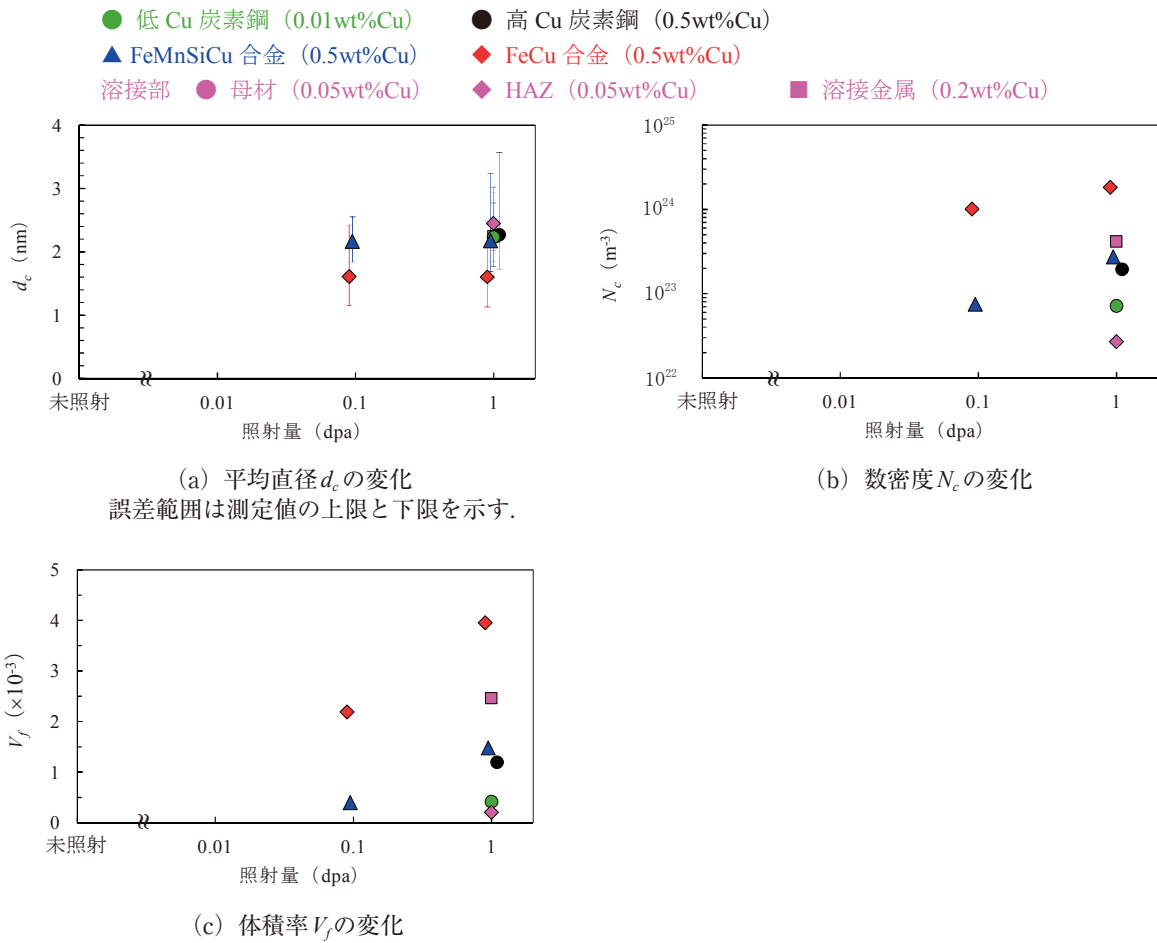 低 Cu 炭素鋼（0.01wt%Cu） 高 Cu 炭素鋼（0.5wt%Cu）
FeMnSiCu 合金（0.5wt%Cu） FeCu 合金（0.5wt%Cu）
溶接部 母材（0.05wt%Cu） HAZ（0.05wt%Cu） 溶接金属（0.2wt%Cu）
4
3
2
1
0
d_c（nm）
未照射 0.01 0.1 1
照射量（dpa）
(a) 平均直径 d_c の変化
誤差範囲は測定値の上限と下限を示す．
10^25
10^24
10^23
10^22
N_c（m^-3）
未照射 0.01 0.1 1
照射量（dpa）
(b) 数密度 N_c の変化
5
4
3
2
1
0
V_f（×10^-3）
未照射 0.01 0.1 1
照射量（dpa）
(c) 体積率 V_f の変化